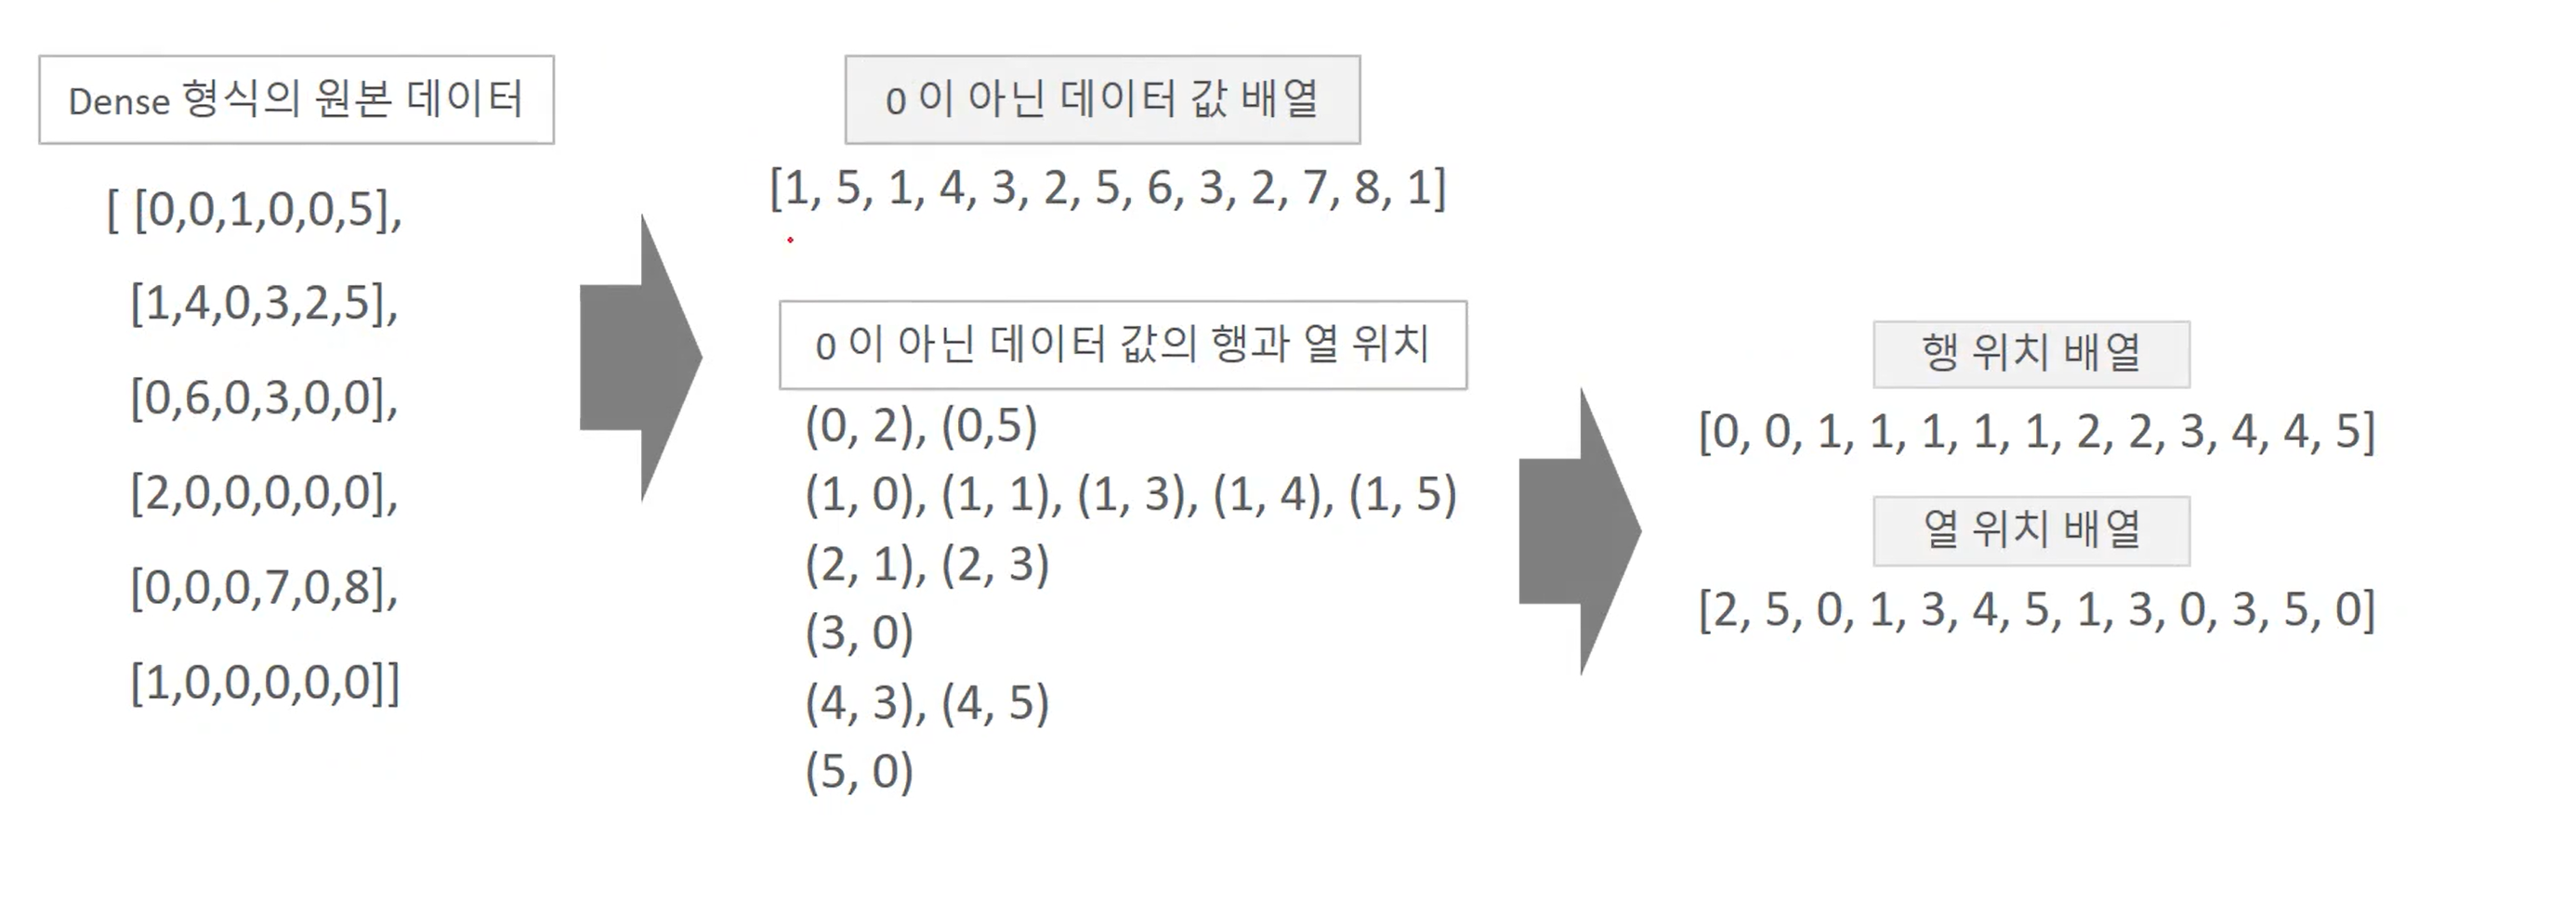 Dense 형식의 원본 데이터
[ [0,0,1,0,0,5],
[1,4,0,3,2,5],
[0,6,0,3,0,0],
[2,0,0,0,0,0],
[0,0,0,7,0,8],
[1,0,0,0,0,0]]
0 이 아닌 데이터 값 배열
[1, 5, 1, 4, 3, 2, 5, 6, 3, 2, 7, 8, 1]
0 이 아닌 데이터 값의 행과 열 위치
(0, 2), (0,5)
(1, 0), (1, 1), (1, 3), (1, 4), (1, 5)
(2, 1), (2, 3)
(3, 0)
(4, 3), (4, 5)
(5, 0)
행 위치 배열
[0, 0, 1, 1, 1, 1, 1, 2, 2, 3, 4, 4, 5]
열 위치 배열
[2, 5, 0, 1, 3, 4, 5, 1, 3, 0, 3, 5, 0]